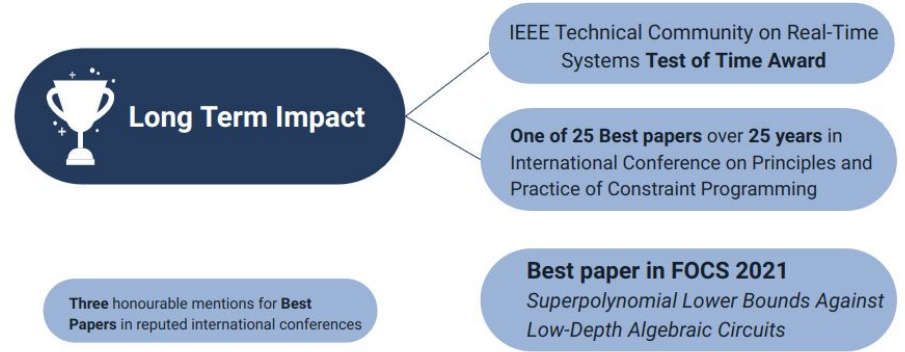 Long Term Impact
IEEE Technical Community on Real-Time
Systems Test of Time Award
One of 25 Best papers over 25 years in
International Conference on Principles and
Practice of Constraint Programming
Three honourable mentions for Best
Papers in reputed international conferences
Best paper in FOCS 2021
Superpolynomial Lower Bounds Against
Low-Depth Algebraic Circuits